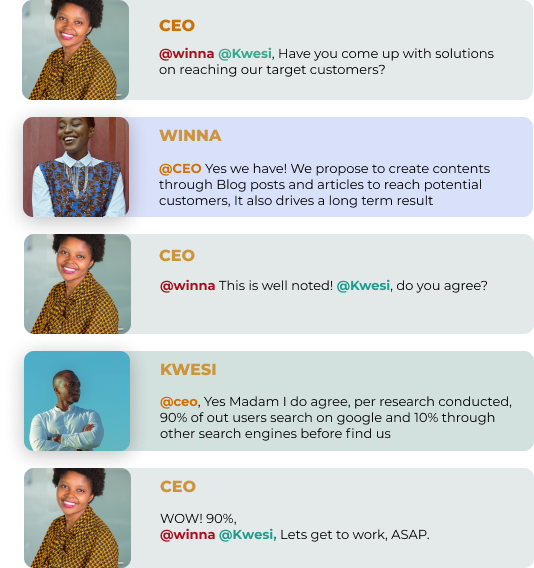 CEO
@winna @Kwesi, Have you come up with solutions
on reaching our target customers?
WINNA
@CEO Yes we have! We propose to create contents
through Blog posts and articles to reach potential
customers, It also drives a long term result
CEO
@winna This is well noted! @Kwesi, do you agree?
KWESI
@ceo, Yes Madam I do agree, per research conducted,
90% of out users search on google and 10% through
other search engines before find us
CEO
WOW! 90%,
@winna @Kwesi, Lets get to work, ASAP.